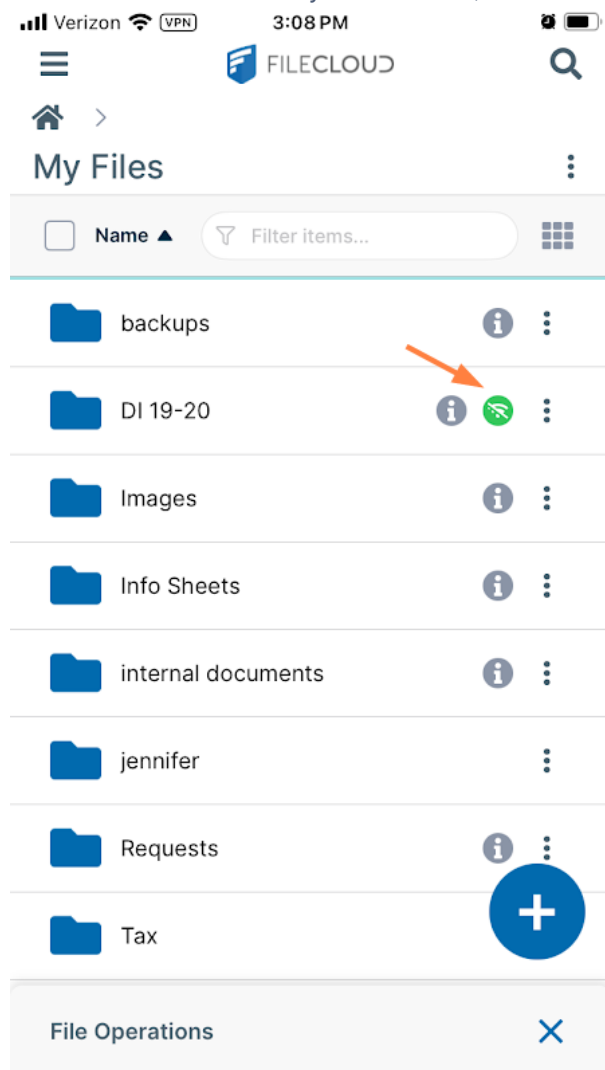 Verizon VPN 3:08 PM
FILECLOUD
My Files
Name Filter items...
backups
DI 19-20
Images
Info Sheets
internal documents
jennifer
Requests
Tax
File Operations